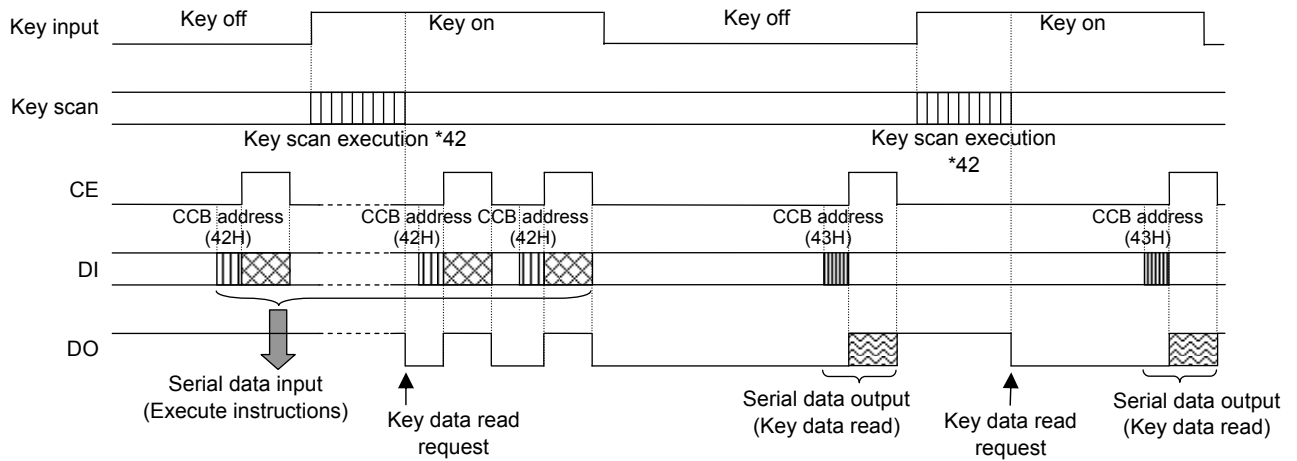 Key input
Key off
Key on
Key off
Key on
Key scan
Key scan execution *42
Key scan execution
*42
CE
CCB address
(42H)
CCB address
(42H)
CCB address
(42H)
CCB address
(43H)
CCB address
(43H)
DI
DO
Serial data input
(Execute instructions)
Key data read
request
Serial data output
(Key data read)
Key data read
request
Serial data output
(Key data read)